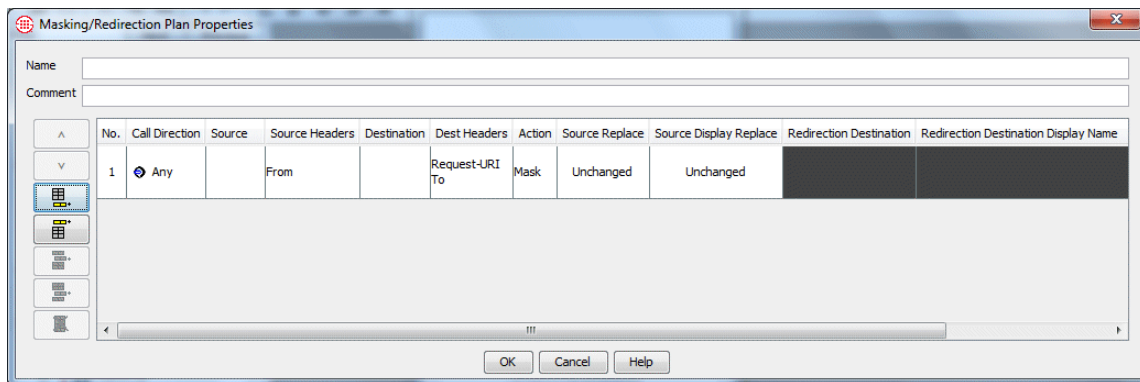 Masking/Redirection Plan Properties
Name
Comment
No. Call Direction Source Source Headers Destination Dest Headers Action Source Replace Source Display Replace Redirection Destination Redirection Destination Display Name
1 Any From Request-URI To Mask Unchanged Unchanged
OK Cancel Help